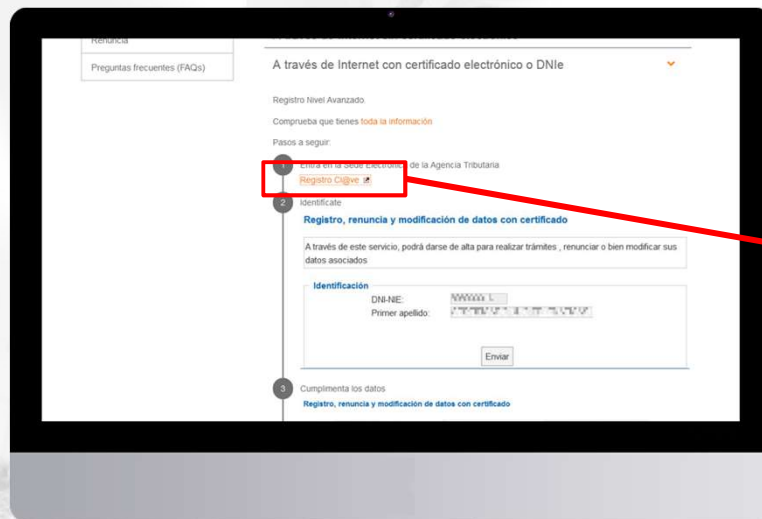 Renuncia
Preguntas frecuentes (FAQs)
A través de Internet con certificado electrónico o DNIe
Registro Nivel Avanzado.
Comprueba que tienes toda la información
Pasos a seguir:
1 Entra en la Sede Electrónica de la Agencia Tributaria
Registro Cl@ve
2 Identifícate
Registro, renuncia y modificación de datos con certificado
A través de este servicio, podrá darse de alta para realizar trámites , renunciar o bien modificar sus
datos asociados
Identificación
DNI-NIE:
Primer apellido:
Enviar
3 Cumplimenta los datos
Registro, renuncia y modificación de datos con certificado